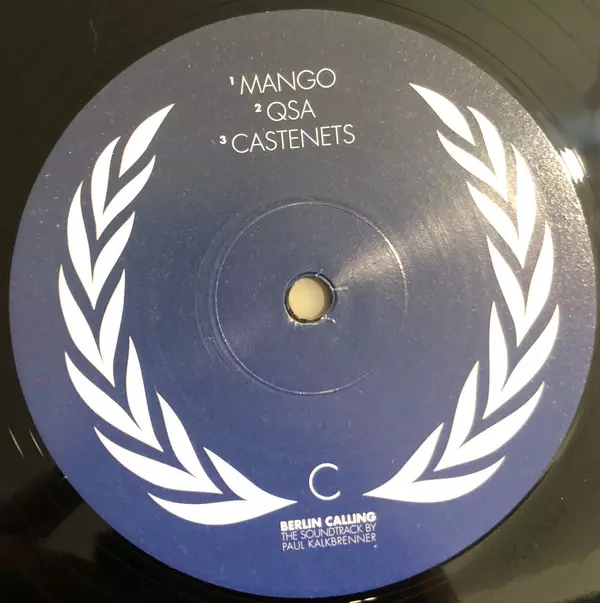 1 MANGO
2 QSA
3 CASTENETS
C
BERLIN CALLING
THE SOUNDTRACK BY
PAUL KALKBRENNER